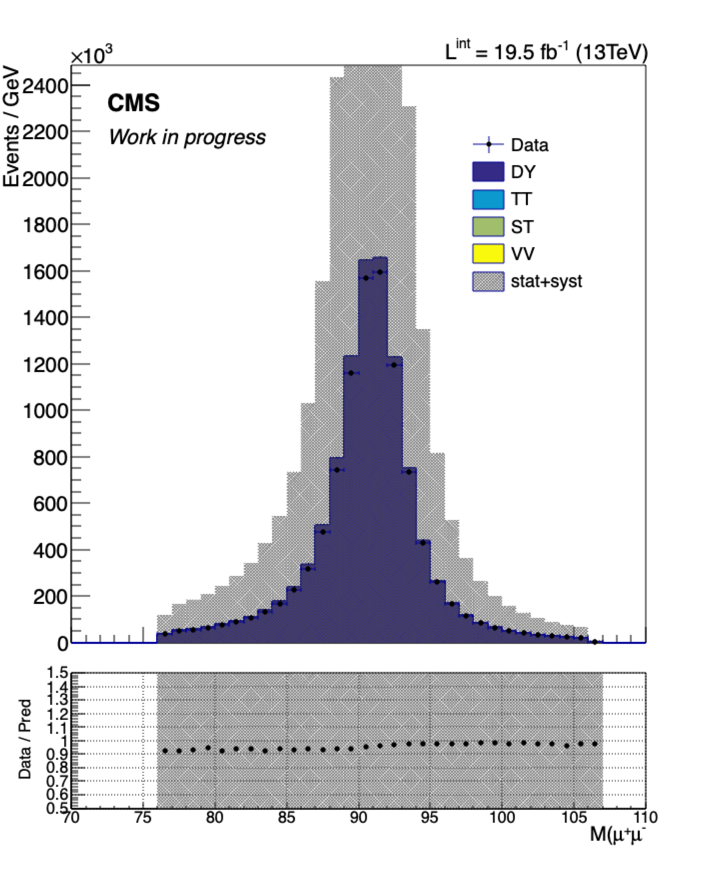 ×10³
L^int = 19.5 fb⁻¹ (13TeV)
Events / GeV
2400
2200
2000
1800
1600
1400
1200
1000
800
600
400
200
0
CMS
Work in progress
Data
DY
TT
ST
VV
stat+syst
Data / Pred
1.5
1.4
1.3
1.2
1.1
1
0.9
0.8
0.7
0.6
0.5
70 75 80 85 90 95 100 105 110
M(μ⁺μ⁻